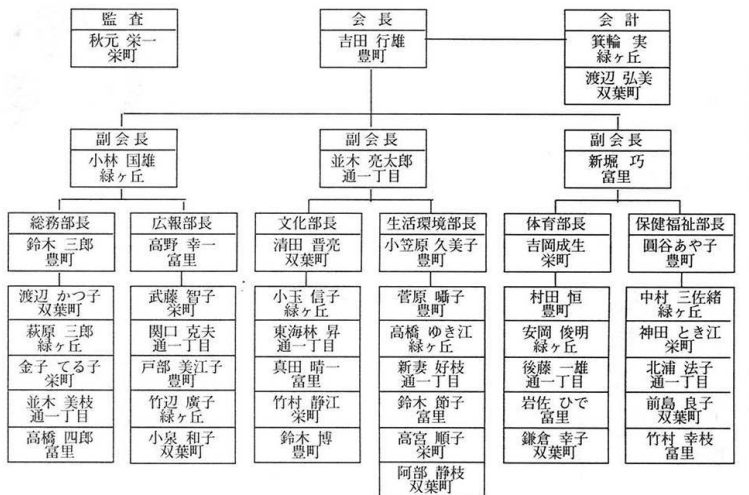 監査
秋元 栄一
栄町
会長
吉田 行雄
豊町
会計
箕輪 実
緑ヶ丘
渡辺 弘美
双葉町
副会長
小林 国雄
緑ヶ丘
副会長
並木 亮太郎
通一丁目
副会長
新堀 巧
富里
総務部長
鈴木 三郎
豊町
渡辺 かつ子
双葉町
萩原 三郎
緑ヶ丘
金子 てる子
栄町
並木 美枝
通一丁目
高橋 四郎
富里
広報部長
高野 幸一
富里
武藤 智子
栄町
関口 克夫
通一丁目
戸部 美江子
豊町
竹辺 廣子
緑ヶ丘
小泉 和子
双葉町
文化部長
清田 晋亮
双葉町
小玉 信子
緑ヶ丘
東海林 昇
通一丁目
真田 晴一
富里
竹村 静江
栄町
鈴木 博
豊町
生活環境部長
小笠原 久美子
豊町
菅原 囁子
豊町
高橋 ゆき江
緑ヶ丘
新妻 好枝
通一丁目
鈴木 節子
富里
高宮 順子
栄町
阿部 静枝
双葉町
体育部長
吉岡成生
栄町
村田 恒
豊町
安岡 俊明
緑ヶ丘
後藤 一雄
通一丁目
岩佐 ひで
富里
鎌倉 幸子
双葉町
保健福祉部長
圓谷あや子
豊町
中村 三佐緒
緑ヶ丘
神田 とき江
栄町
北浦 法子
通一丁目
前島 良子
双葉町
竹村 幸枝
富里